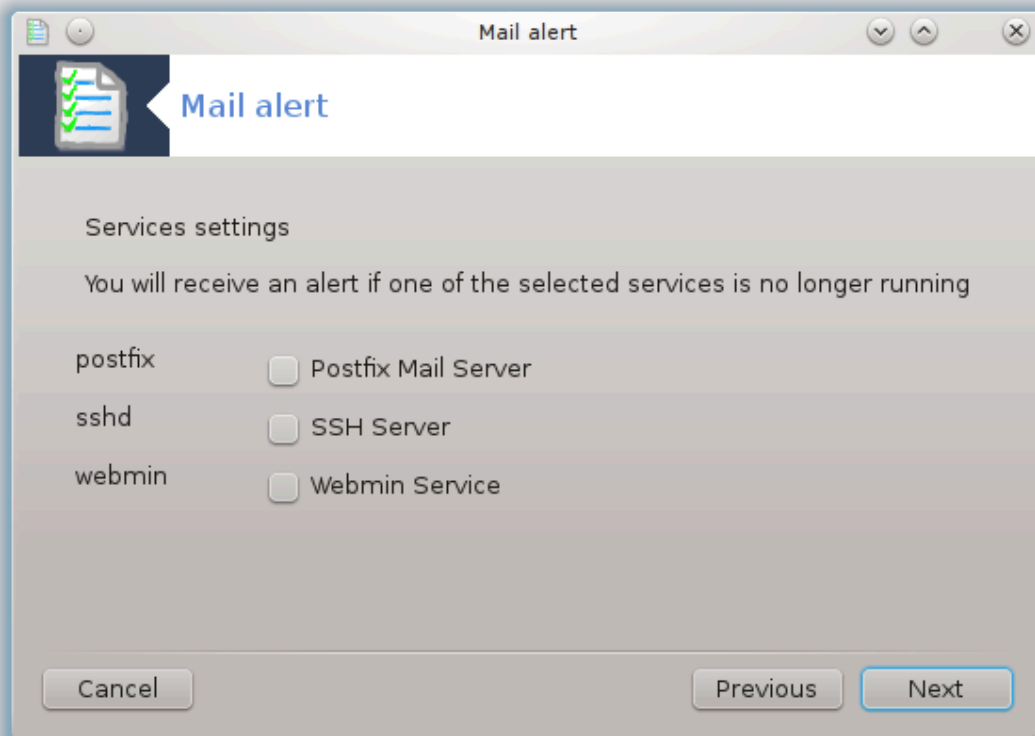 Mail alert
Mail alert
Services settings
You will receive an alert if one of the selected services is no longer running
postfix Postfix Mail Server
sshd SSH Server
webmin Webmin Service
Cancel Previous Next